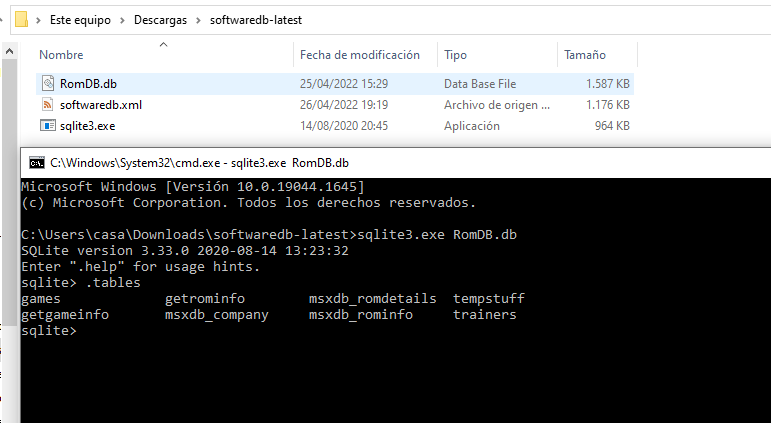 Este equipo > Descargas > softwaredb-latest
Nombre Fecha de modificación Tipo Tamaño
RomDB.db 25/04/2022 15:29 Data Base File 1.587 KB
softwaredb.xml 26/04/2022 19:19 Archivo de origen ... 1.176 KB
sqlite3.exe 14/08/2020 20:45 Aplicación 964 KB
C:\Windows\System32\cmd.exe - sqlite3.exe RomDB.db
Microsoft Windows [Versión 10.0.19044.1645]
(c) Microsoft Corporation. Todos los derechos reservados.
C:\Users\casa\Downloads\softwaredb-latest>sqlite3.exe RomDB.db
SQLite version 3.33.0 2020-08-14 13:23:32
Enter ".help" for usage hints.
sqlite> .tables
games getrominfo msxdb_romdetails tempstuff
getgameinfo msxdb_company msxdb_rominfo trainers
sqlite>